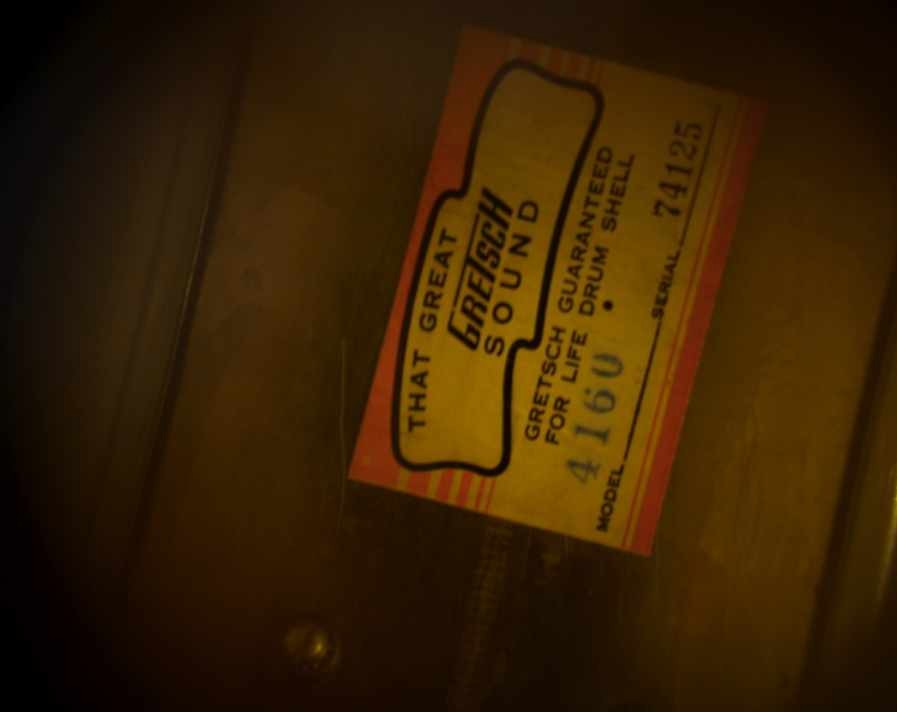 THAT GREAT
GRETSCH
SOUND
GRETSCH GUARANTEED
FOR LIFE DRUM SHELL
MODEL 4160 • SERIAL 74125